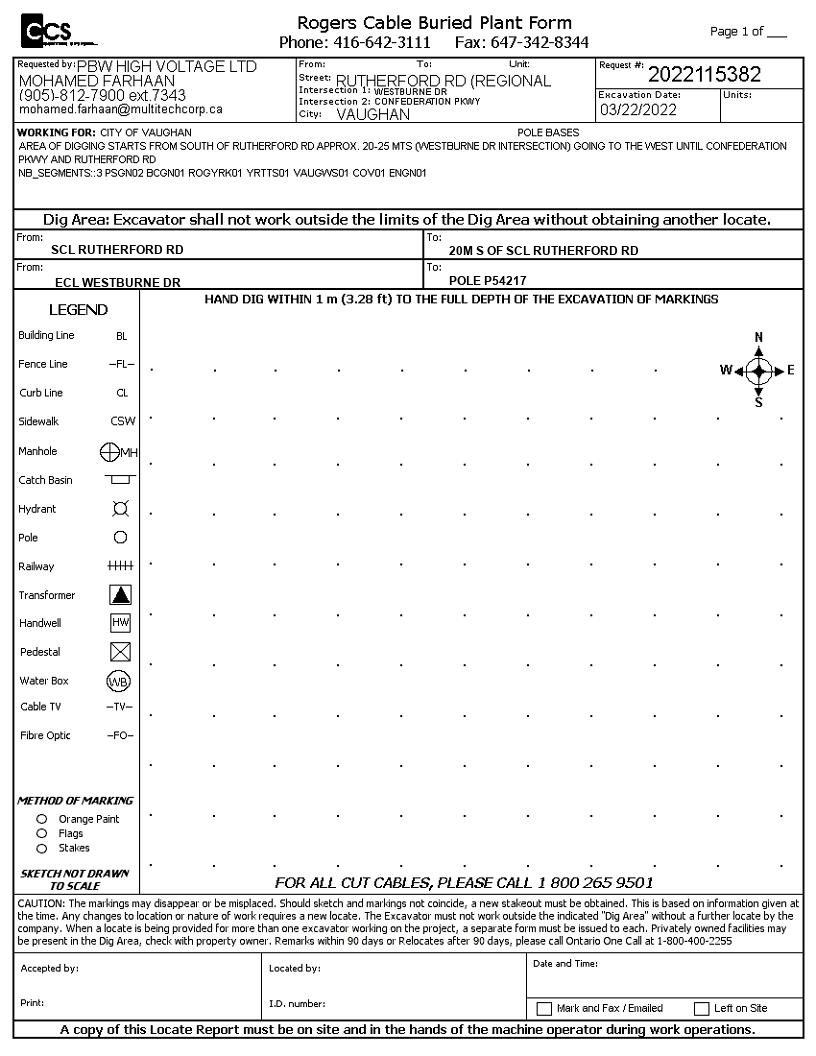 CCS
Rogers Cable Buried Plant Form
Phone: 416-642-3111 Fax: 647-342-8344
Page 1 of ___
Requested by: PBW HIGH VOLTAGE LTD
MOHAMED FARHAAN
(905)-812-7900 ext.7343
mohamed.farhaan@multitechcorp.ca
From: To: Unit:
Street: RUTHERFORD RD (REGIONAL
Intersection 1: WESTBURNE DR
Intersection 2: CONFEDERATION PKWY
City: VAUGHAN
Request #: 2022115382
Excavation Date: Units:
03/22/2022
WORKING FOR: CITY OF VAUGHAN POLE BASES
AREA OF DIGGING STARTS FROM SOUTH OF RUTHERFORD RD APPROX. 20-25 MTS (WESTBURNE DR INTERSECTION) GOING TO THE WEST UNTIL CONFEDERATION
PKWY AND RUTHERFORD RD
NB_SEGMENTS::3 PSGN02 BCGN01 ROGYRK01 YRTTS01 VAUGWS01 COV01 ENGN01
Dig Area: Excavator shall not work outside the limits of the Dig Area without obtaining another locate.
From: SCL RUTHERFORD RD
To: 20M S OF SCL RUTHERFORD RD
From: ECL WESTBURNE DR
To: POLE P54217
HAND DIG WITHIN 1 m (3.28 ft) TO THE FULL DEPTH OF THE EXCAVATION OF MARKINGS
LEGEND
Building Line BL
Fence Line –FL–
Curb Line CL
Sidewalk CSW
Manhole MH
Catch Basin
Hydrant
Pole
Railway
Transformer
Handwell HW
Pedestal
Water Box WB
Cable TV –TV–
Fibre Optic –FO–
N
W E
S
METHOD OF MARKING
Orange Paint
Flags
Stakes
SKETCH NOT DRAWN
TO SCALE
FOR ALL CUT CABLES, PLEASE CALL 1 800 265 9501
CAUTION: The markings may disappear or be misplaced. Should sketch and markings not coincide, a new stakeout must be obtained. This is based on information given at
the time. Any changes to location or nature of work requires a new locate. The Excavator must not work outside the indicated "Dig Area" without a further locate by the
company. When a locate is being provided for more than one excavator working on the project, a separate form must be issued to each. Privately owned facilities may
be present in the Dig Area, check with property owner. Remarks within 90 days or Relocates after 90 days, please call Ontario One Call at 1-800-400-2255
Accepted by: Located by: Date and Time:
Print: I.D. number:
Mark and Fax / Emailed Left on Site
A copy of this Locate Report must be on site and in the hands of the machine operator during work operations.